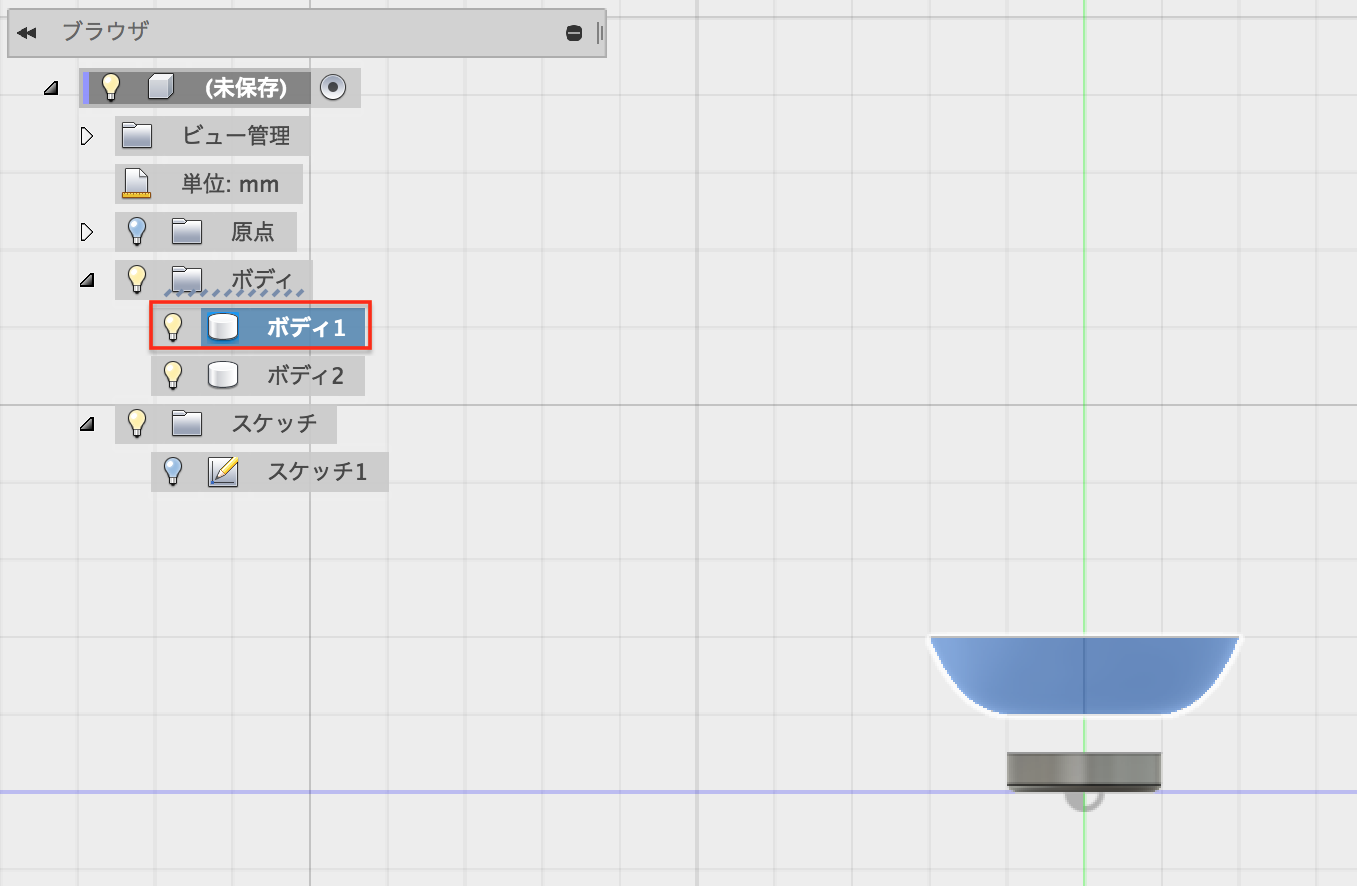 ブラウザ
(未保存)
ビュー管理
単位: mm
原点
ボディ
ボディ1
ボディ2
スケッチ
スケッチ1